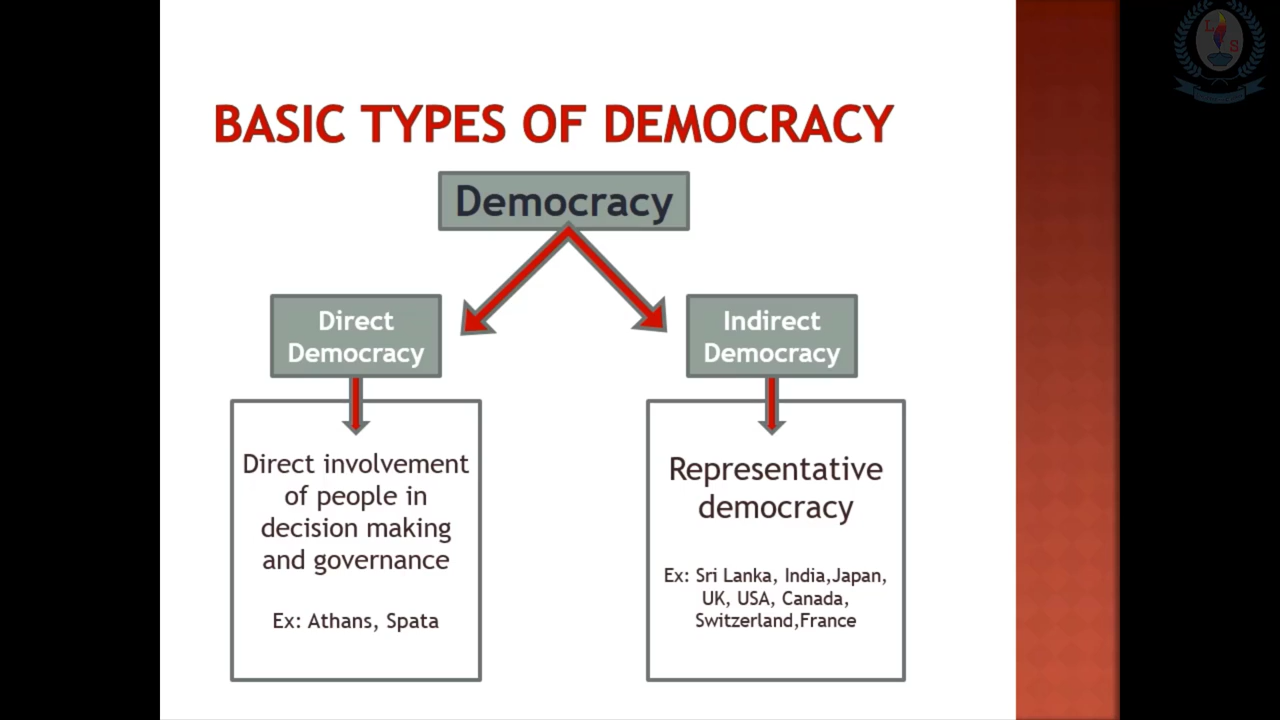 BASIC TYPES OF DEMOCRACY
Democracy
Direct
Democracy
Indirect
Democracy
Direct involvement
of people in
decision making
and governance
Ex: Athans, Spata
Representative
democracy
Ex: Sri Lanka, India,Japan,
UK, USA, Canada,
Switzerland,France
L
S